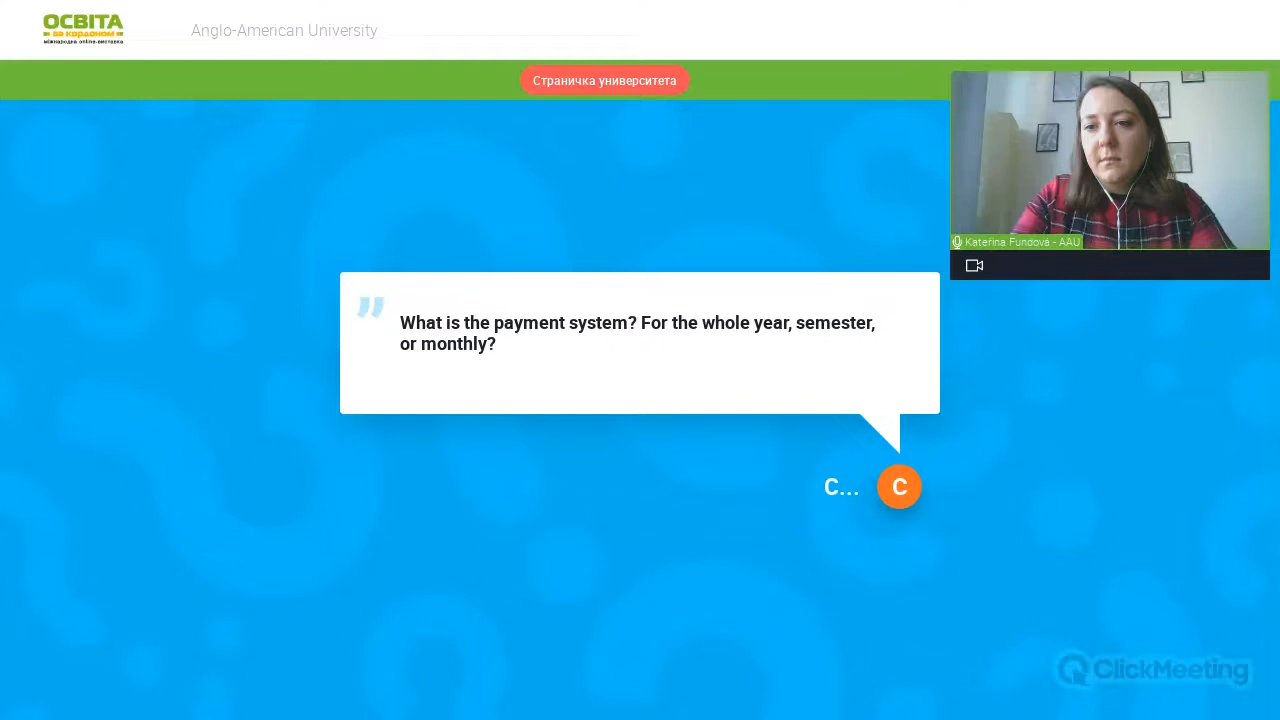 ОСВІТА
за кордоном
міжнародна online-виставка
Anglo-American University
Страничка университета
Kateřina Fundová - AAU
What is the payment system? For the whole year, semester,
or monthly?
C...
C
ClickMeeting